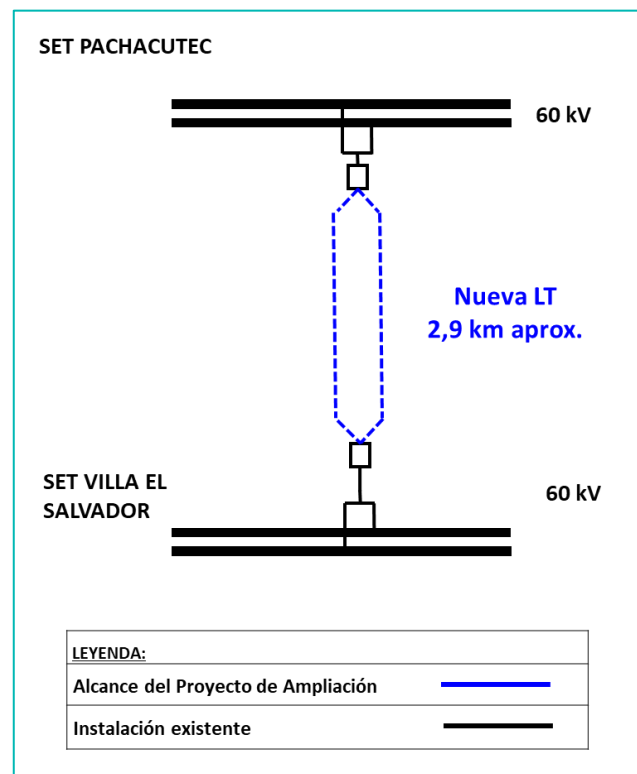 SET PACHACUTEC
60 kV
Nueva LT
2,9 km aprox.
SET VILLA EL
SALVADOR
60 kV
LEYENDA:
Alcance del Proyecto de Ampliación
Instalación existente